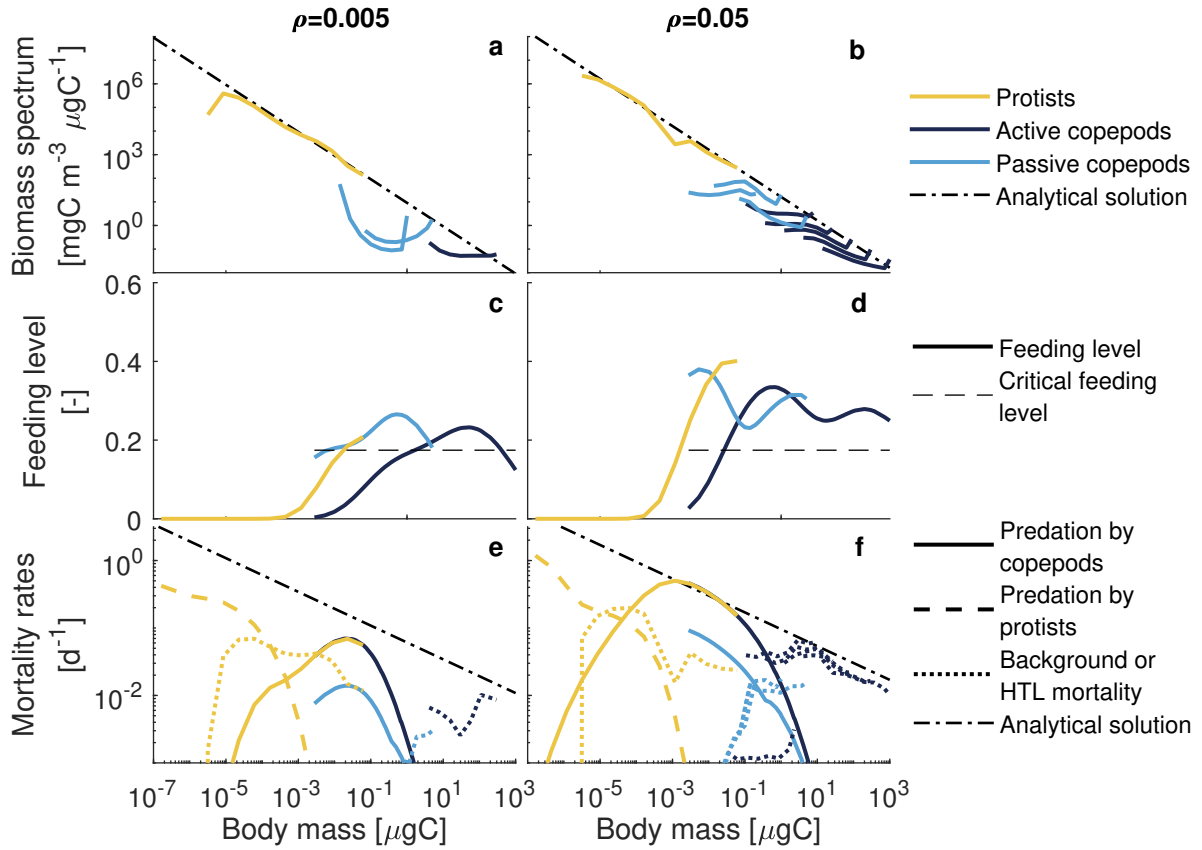 ρ=0.005
ρ=0.05
Biomass spectrum
[mgC m⁻³ μgC⁻¹]
10⁶
10³
10⁰
a
b
Protists
Active copepods
Passive copepods
Analytical solution
Feeding level
[-]
0.6
0.4
0.2
0
c
d
Feeding level
Critical feeding
level
Mortality rates
[d⁻¹]
10⁰
10⁻²
e
f
Predation by
copepods
Predation by
protists
Background or
HTL mortality
Analytical solution
10⁻⁷ 10⁻⁵ 10⁻³ 10⁻¹ 10¹ 10³
10⁻⁵ 10⁻³ 10⁻¹ 10¹ 10³
Body mass [μgC]
Body mass [μgC]